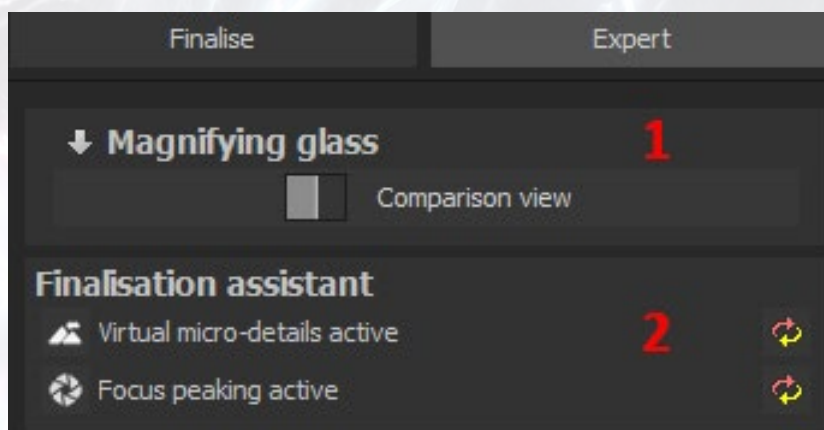 Finalise Expert
Magnifying glass 1
Comparison view
Finalisation assistant
Virtual micro-details active 2
Focus peaking active